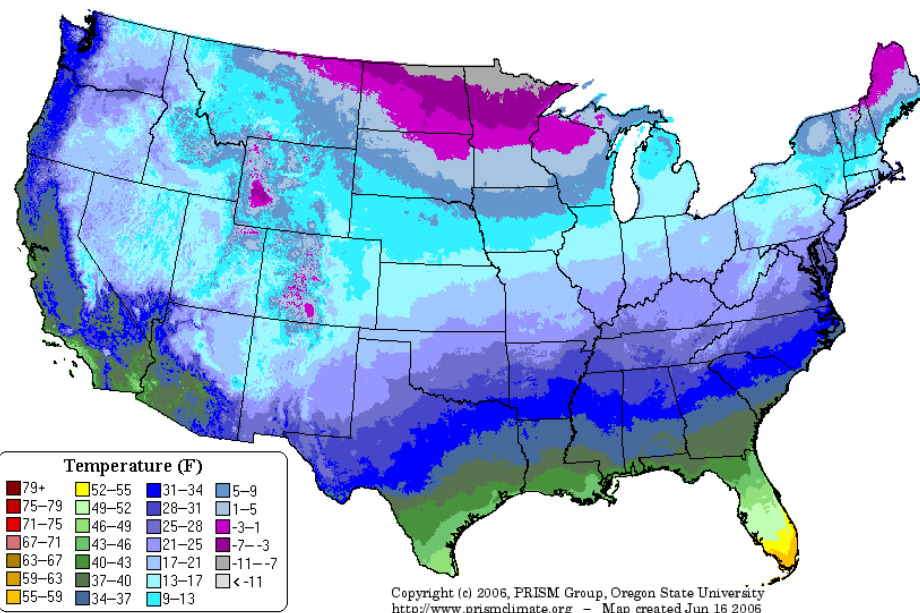 Temperature (F)
79+ 52–55 31–34 5–9
75–79 49–52 28–31 1–5
71–75 46–49 25–28 -3–1
67–71 43–46 21–25 -7--3
63–67 40–43 17–21 -11--7
59–63 37–40 13–17 < -11
55–59 34–37 9–13
Copyright (c) 2006, PRISM Group, Oregon State University
http://www.prismclimate.org – Map created Jun 16 2006